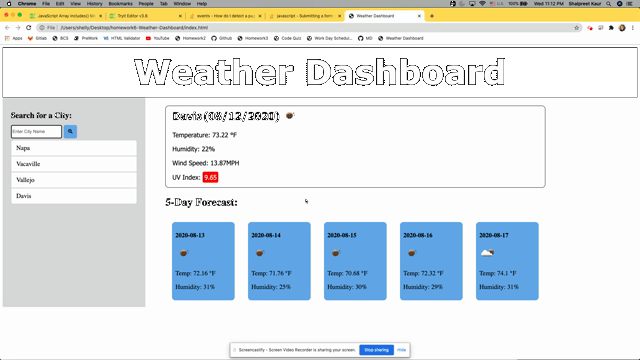 Chrome File Edit View History Bookmarks People Tab Window Help
100% Wed 11:12 PM Shalpreet Kaur
JavaScript Array includes()
Tryit Editor v3.6
events - How do I detect a pu
javascript - Submitting a form
Weather Dashboard
File /Users/shelly/Desktop/homework6-Weather-Dashboard/index.html
Apps Gitlab BCS PreWork HTML Validator YouTube Homework2 Github Homework3 Code Work Day Schedul... MD Weather Dashboard
Weather Dashboard
Search for a City:
Enter City Name
Napa
Vacaville
Vallejo
Davis
Davis(08/12/2020)
Temperature: 73.22 °F
Humidity: 22%
Wind Speed: 13.87MPH
UV Index: 9.65
5-Day Forecast:
2020-08-13
Temp: 72.16 °F
Humidity: 31%
2020-08-14
Temp: 71.76 °F
Humidity: 25%
2020-08-15
Temp: 70.68 °F
Humidity: 30%
2020-08-16
Temp: 72.32 °F
Humidity: 29%
2020-08-17
Temp: 74.1 °F
Humidity: 31%
Screencastify - Screen Video Recorder is sharing your screen. Stop sharing Hide